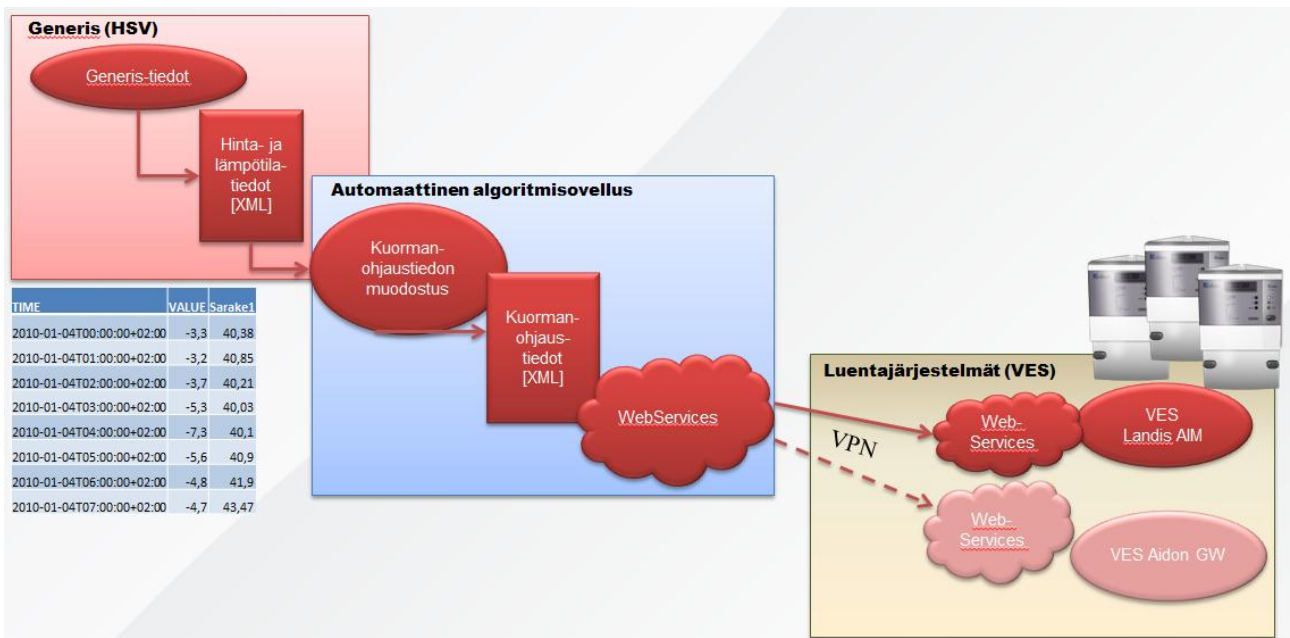 Generis (HSV)
Generis-tiedot
Hinta- ja
lämpötila-
tiedot
[XML]
Automaattinen algoritmisovellus
Kuorman-
ohjaustiedon
muodostus
Kuorman-
ohjaus-
tiedot
[XML]
WebServices
TIME VALUE Sarake1
2010-01-04T00:00:00+02:00 -3,3 40,38
2010-01-04T01:00:00+02:00 -3,2 40,85
2010-01-04T02:00:00+02:00 -3,7 40,21
2010-01-04T03:00:00+02:00 -5,3 40,03
2010-01-04T04:00:00+02:00 -7,3 40,1
2010-01-04T05:00:00+02:00 -5,6 40,9
2010-01-04T06:00:00+02:00 -4,8 41,9
2010-01-04T07:00:00+02:00 -4,7 43,47
VPN
Luentajärjestelmät (VES)
Web-
Services
VES
Landis AIM
Web-
Services
VES Aidon GW